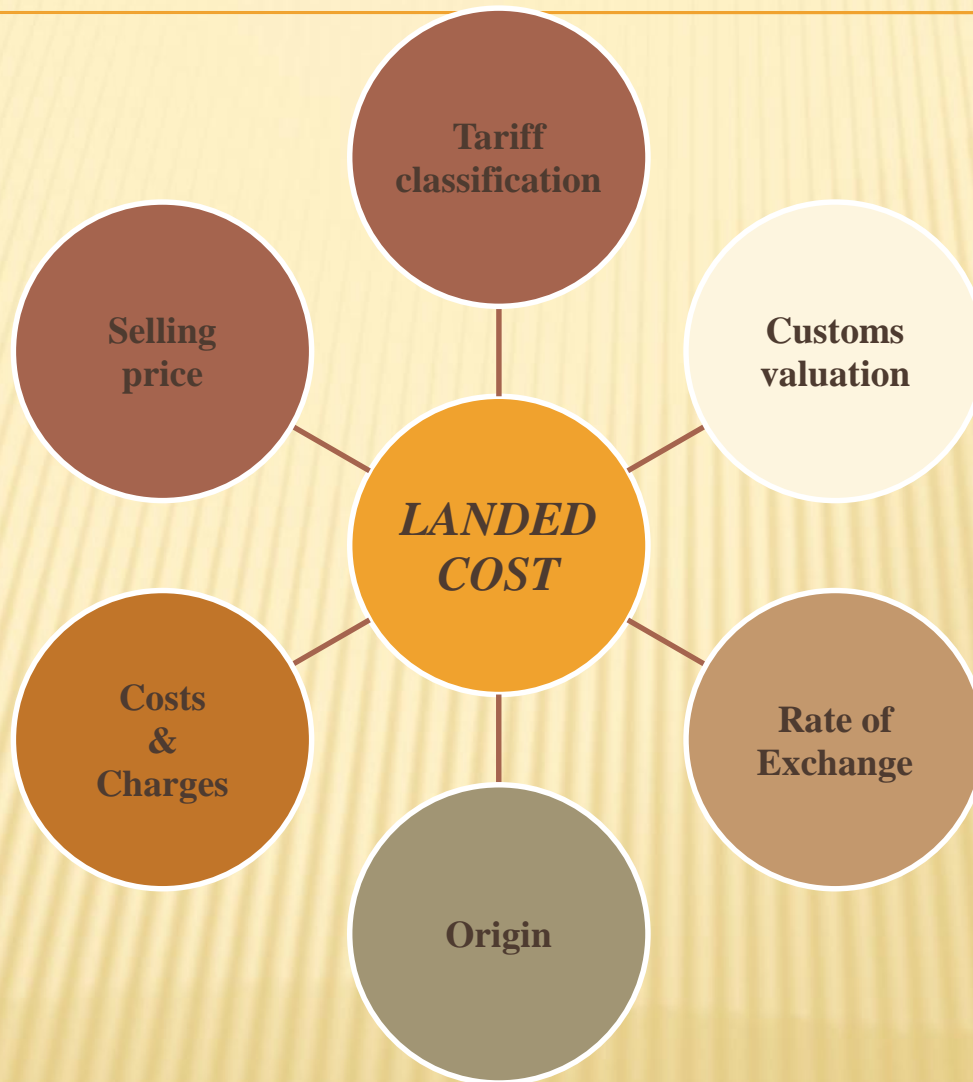 Tariff
classification
Selling
price
Customs
valuation
LANDED
COST
Costs
&
Charges
Rate of
Exchange
Origin